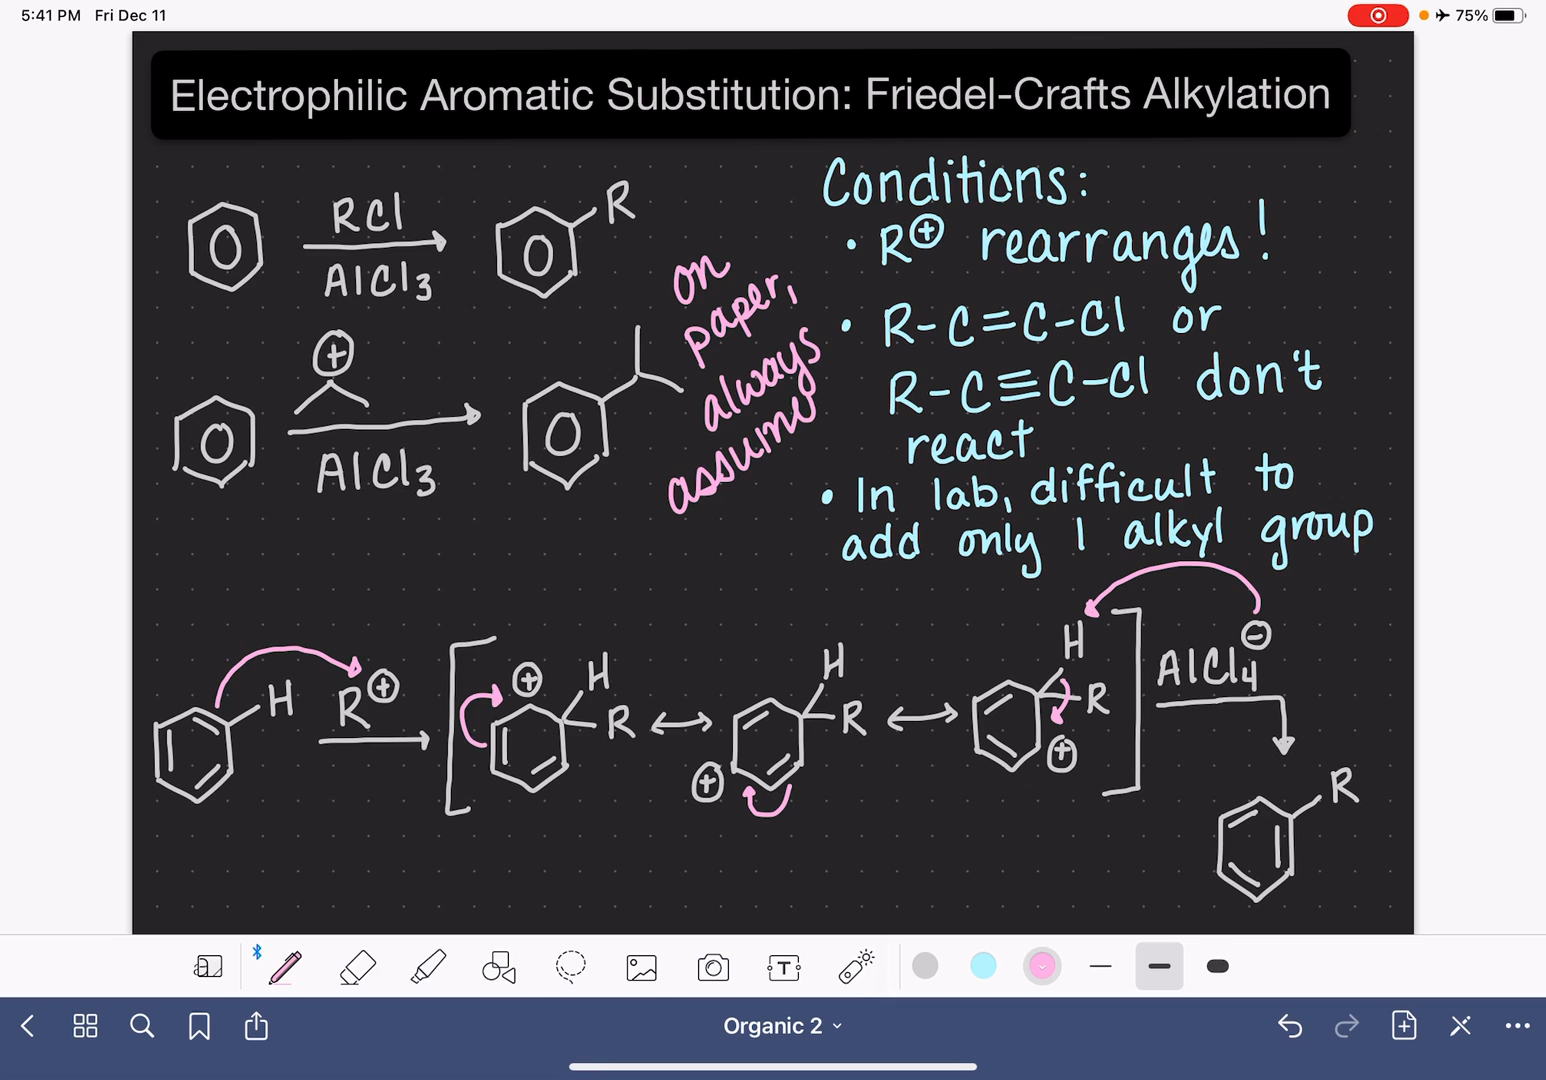 5:41 PM Fri Dec 11
75%
Electrophilic Aromatic Substitution: Friedel-Crafts Alkylation
RCl
AlCl3
R
⊕
AlCl3
on
paper,
always
assume
Conditions:
• R⊕ rearranges!
• R-C=C-Cl or
R-C≡C-Cl don't
react
• In lab, difficult to
add only 1 alkyl group
H R⊕
⊕ H
R
H
R
⊕
H
R
⊕
AlCl4⊖
R
T
Organic 2